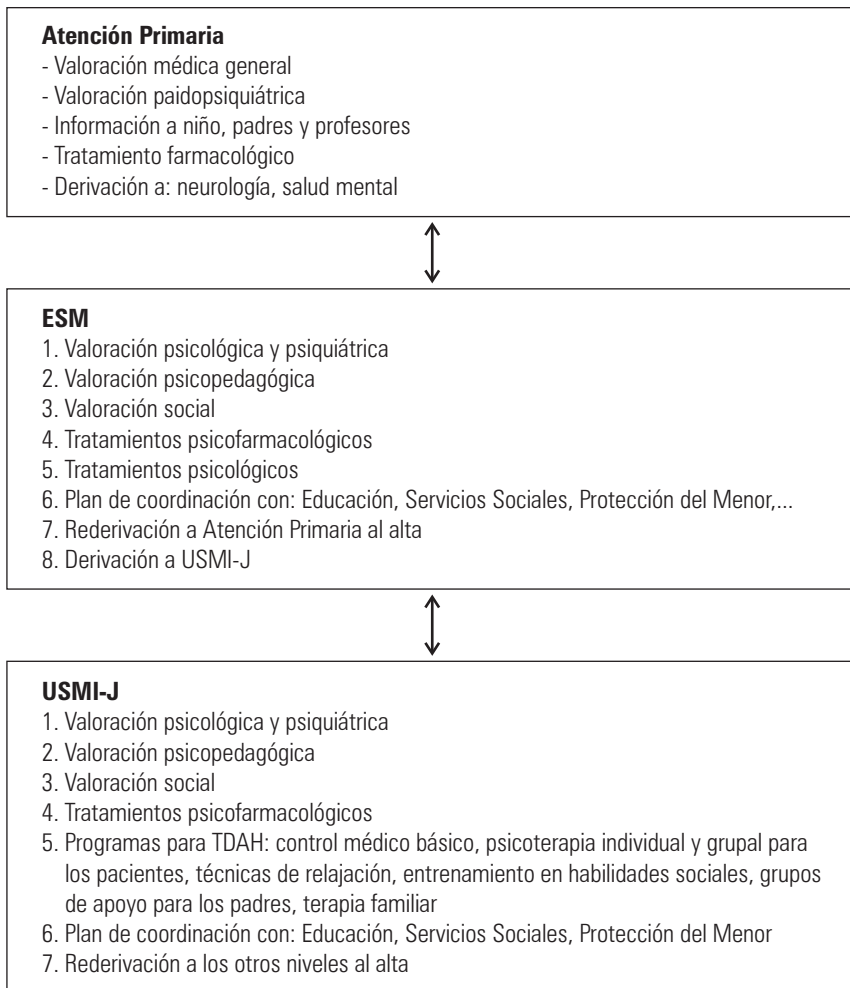 Atención Primaria
- Valoración médica general
- Valoración paidopsiquiátrica
- Información a niño, padres y profesores
- Tratamiento farmacológico
- Derivación a: neurología, salud mental
ESM
1. Valoración psicológica y psiquiátrica
2. Valoración psicopedagógica
3. Valoración social
4. Tratamientos psicofarmacológicos
5. Tratamientos psicológicos
6. Plan de coordinación con: Educación, Servicios Sociales, Protección del Menor,...
7. Rederivación a Atención Primaria al alta
8. Derivación a USMI-J
USMI-J
1. Valoración psicológica y psiquiátrica
2. Valoración psicopedagógica
3. Valoración social
4. Tratamientos psicofarmacológicos
5. Programas para TDAH: control médico básico, psicoterapia individual y grupal para
los pacientes, técnicas de relajación, entrenamiento en habilidades sociales, grupos
de apoyo para los padres, terapia familiar
6. Plan de coordinación con: Educación, Servicios Sociales, Protección del Menor
7. Rederivación a los otros niveles al alta